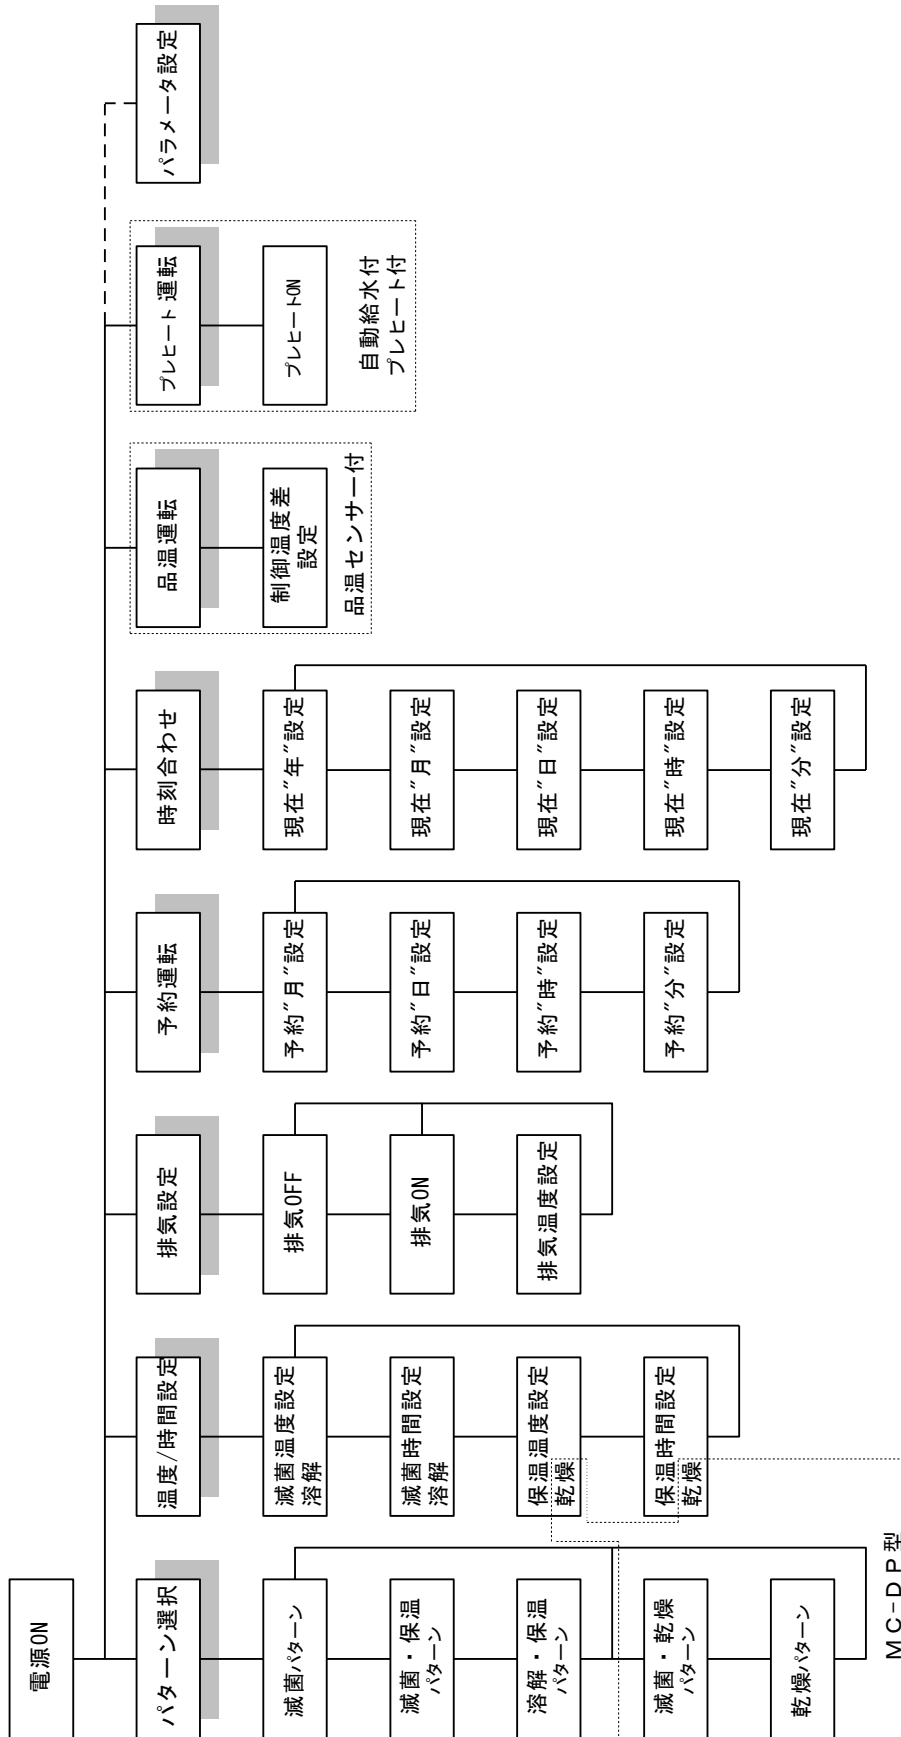 電源ON
パターン選択
滅菌パターン
滅菌・保温
パターン
溶解・保温
パターン
滅菌・乾燥
パターン
乾燥パターン
MC-DP型
温度/時間設定
滅菌温度設定
溶解
滅菌時間設定
溶解
保温温度設定
乾燥
保温時間設定
乾燥
排気設定
排気OFF
排気ON
排気温度設定
予約運転
予約”月”設定
予約”日”設定
予約”時”設定
予約”分”設定
時刻合わせ
現在”年”設定
現在”月”設定
現在”日”設定
現在”時”設定
現在”分”設定
品温運転
制御温度差
設定
品温センサー付
プレヒート運転
プレヒートON
自動給水付
プレヒート付
パラメータ設定